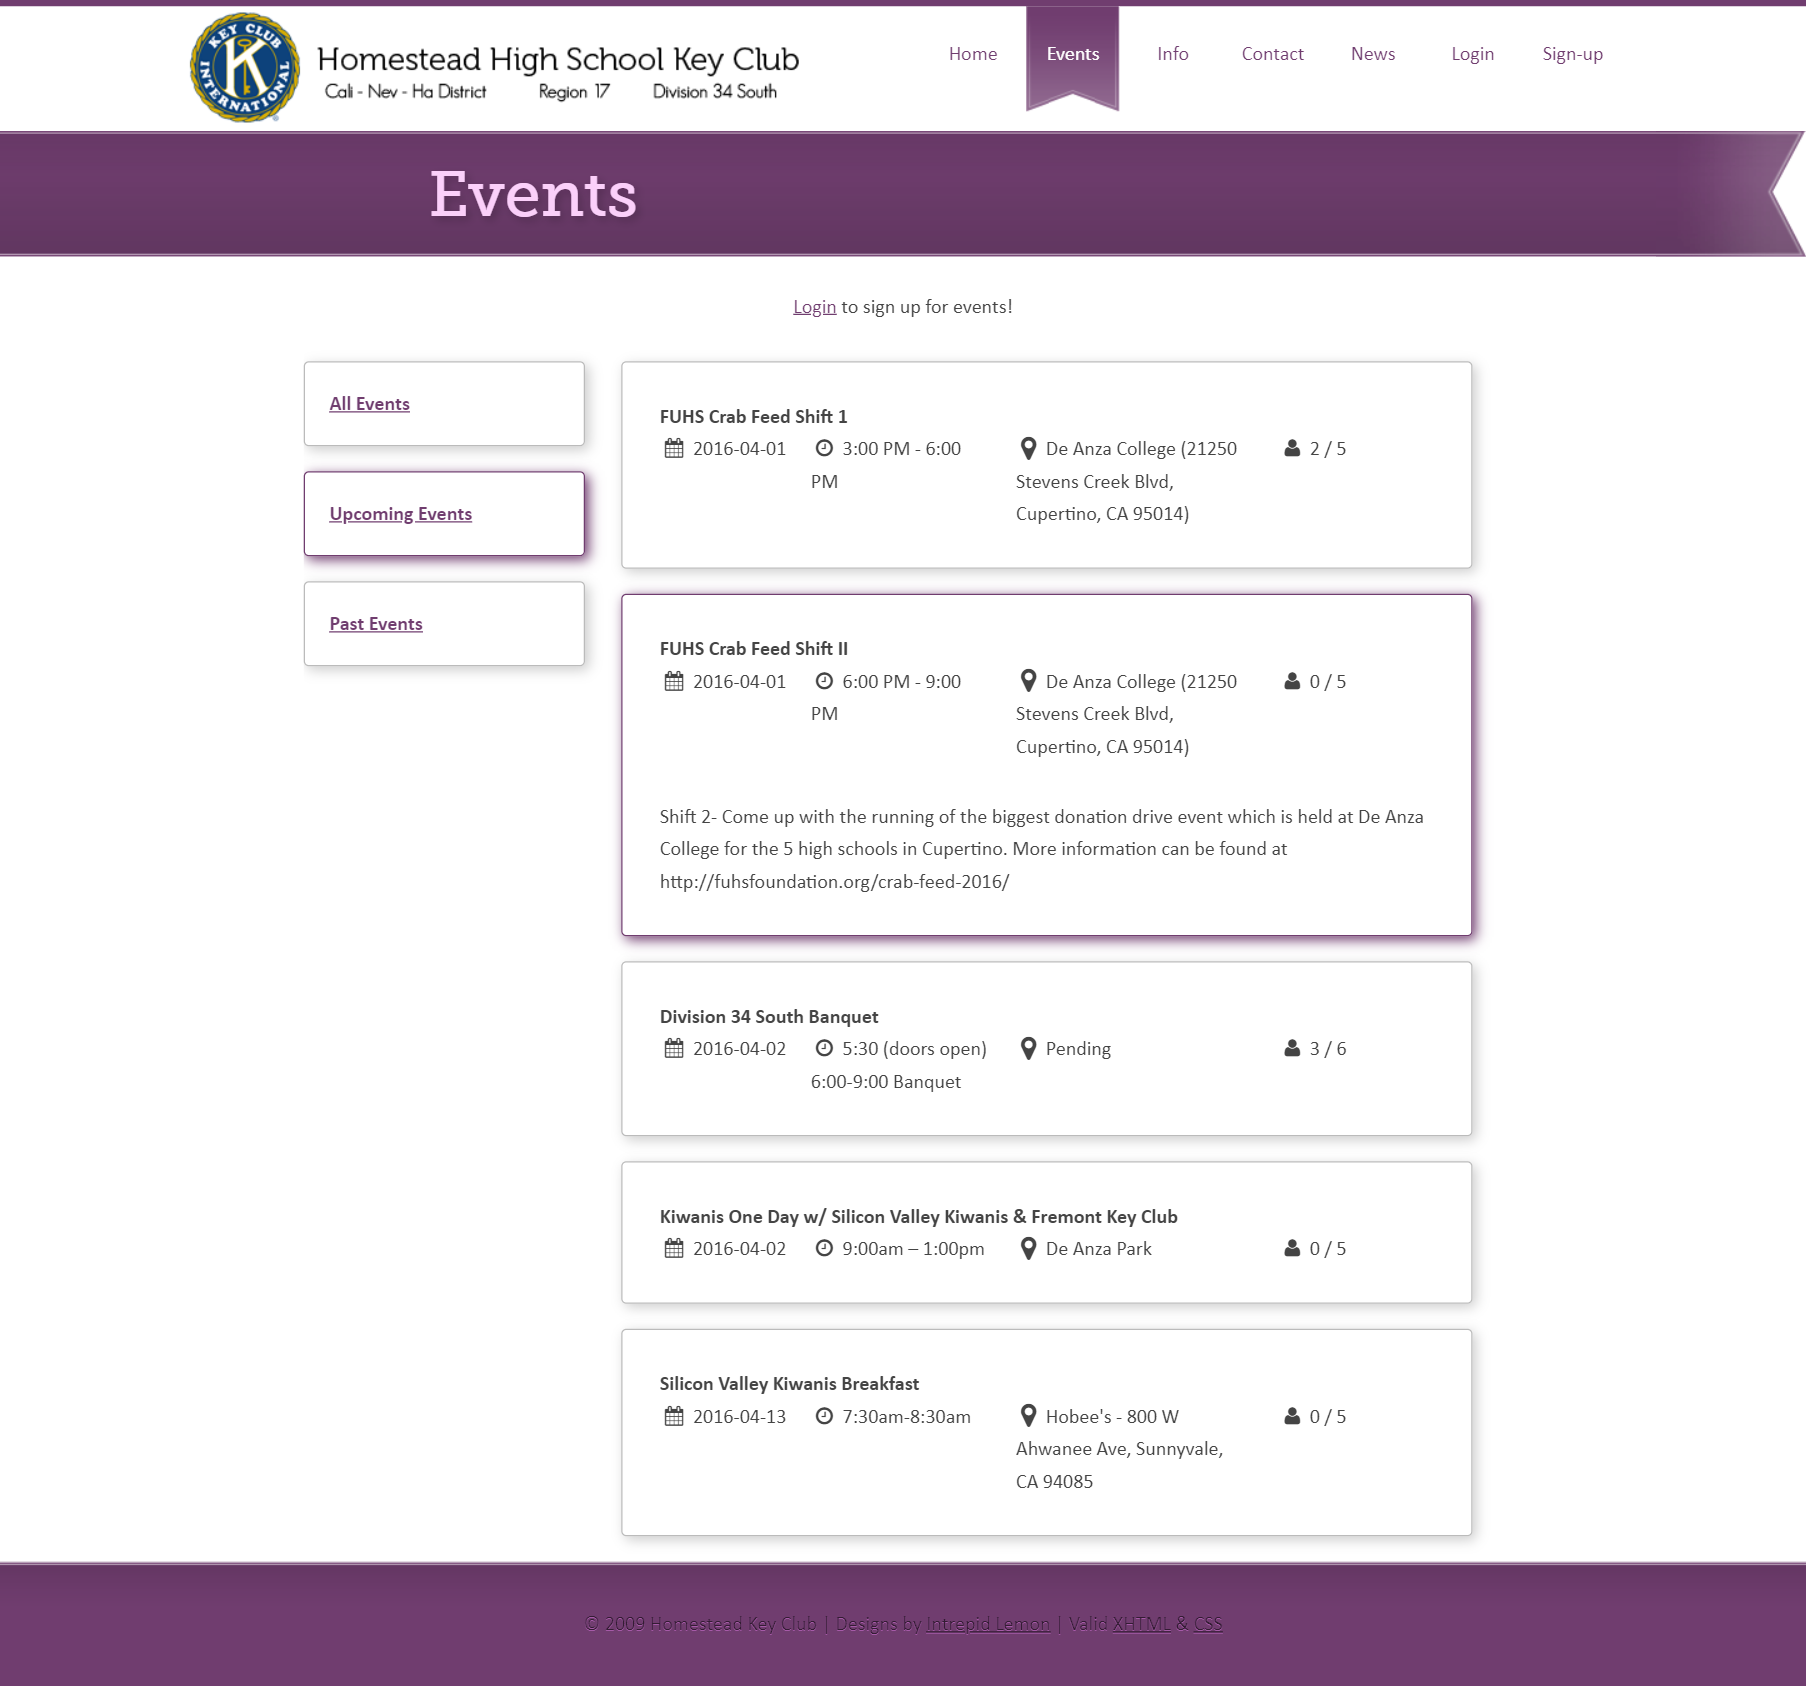 KEY CLUB
INTERNATIONAL
K
Homestead High School Key Club
Cali - Nev - Ha District Region 17 Division 34 South
Home Events Info Contact News Login Sign-up
Events
Login to sign up for events!
All Events
Upcoming Events
Past Events
FUHS Crab Feed Shift 1
2016-04-01 3:00 PM - 6:00 De Anza College (21250 2 / 5
PM Stevens Creek Blvd,
Cupertino, CA 95014)
FUHS Crab Feed Shift II
2016-04-01 6:00 PM - 9:00 De Anza College (21250 0 / 5
PM Stevens Creek Blvd,
Cupertino, CA 95014)
Shift 2- Come up with the running of the biggest donation drive event which is held at De Anza
College for the 5 high schools in Cupertino. More information can be found at
http://fuhsfoundation.org/crab-feed-2016/
Division 34 South Banquet
2016-04-02 5:30 (doors open) Pending 3 / 6
6:00-9:00 Banquet
Kiwanis One Day w/ Silicon Valley Kiwanis & Fremont Key Club
2016-04-02 9:00am – 1:00pm De Anza Park 0 / 5
Silicon Valley Kiwanis Breakfast
2016-04-13 7:30am-8:30am Hobee's - 800 W 0 / 5
Ahwanee Ave, Sunnyvale,
CA 94085
© 2009 Homestead Key Club | Designs by Intrepid Lemon | Valid XHTML & CSS